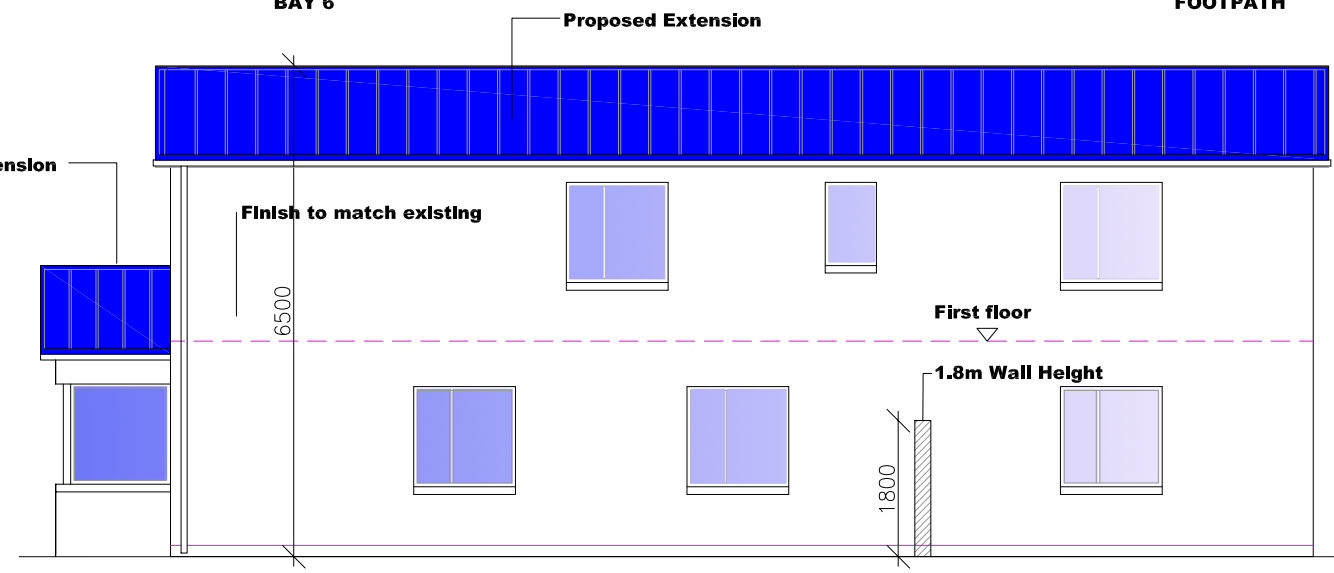 BAY 6
FOOTPATH
Proposed Extension
Finish to match existing
6500
First floor
1.8m Wall Height
1800